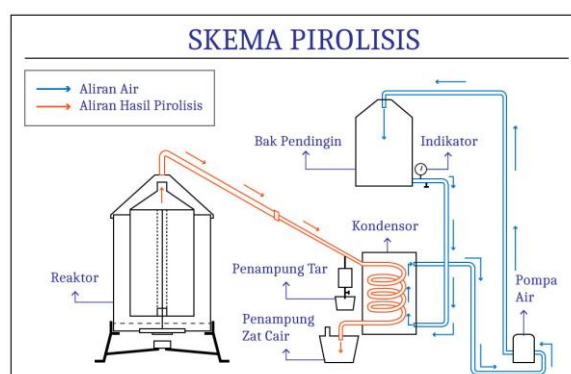 SKEMA PIROLISIS
Aliran Air
Aliran Hasil Pirolisis
Bak Pendingin
Indikator
Kondensor
Reaktor
Penampung Tar
Pompa
Air
Penampung
Zat Cair